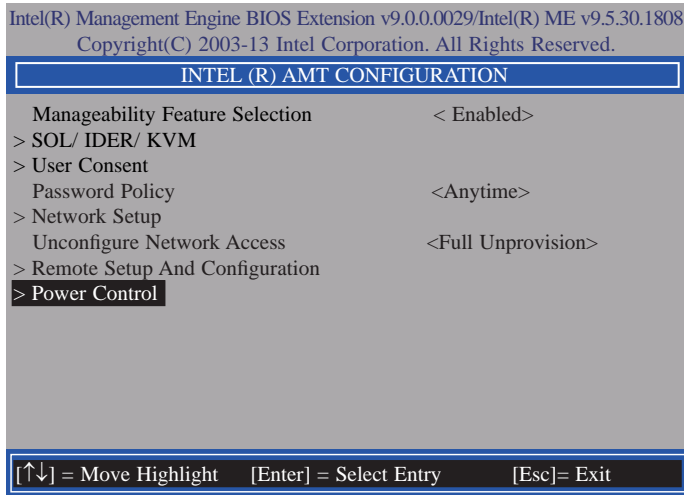 Intel(R) Management Engine BIOS Extension v9.0.0.0029/Intel(R) ME v9.5.30.1808
Copyright(C) 2003-13 Intel Corporation. All Rights Reserved.
INTEL (R) AMT CONFIGURATION
Manageability Feature Selection < Enabled>
> SOL/ IDER/ KVM
> User Consent
Password Policy <Anytime>
> Network Setup
Unconfigure Network Access <Full Unprovision>
> Remote Setup And Configuration
> Power Control
[↑↓] = Move Highlight [Enter] = Select Entry [Esc]= Exit